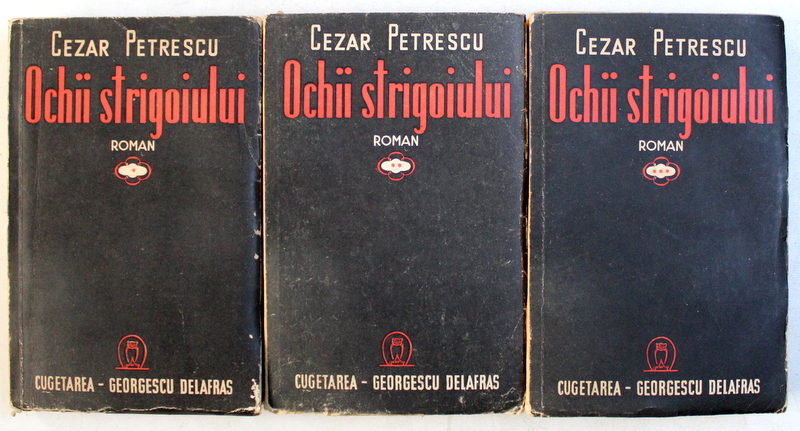 CEZAR PETRESCU
Ochii strigoiului
ROMAN
*
CUGETAREA - GEORGESCU DELAFRAS
CEZAR PETRESCU
Ochii strigoiului
ROMAN
**
CUGETAREA - GEORGESCU DELAFRAS
CEZAR PETRESCU
Ochii strigoiului
ROMAN
***
CUGETAREA - GEORGESCU DELAFRAS